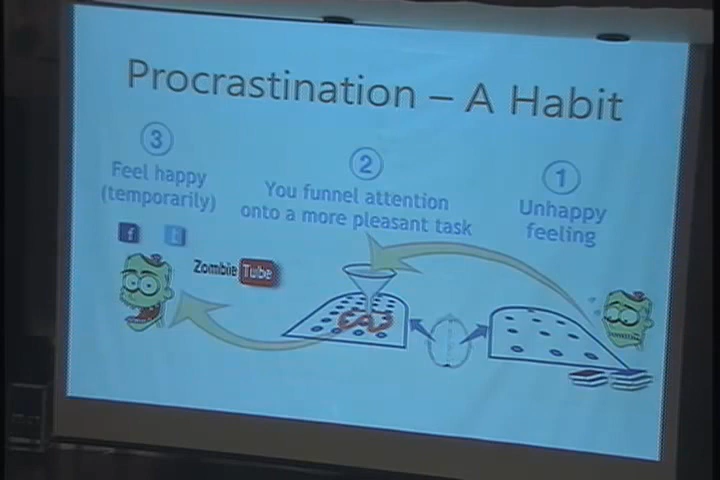 Procrastination – A Habit
3
Feel happy
(temporarily)
2
You funnel attention
onto a more pleasant task
1
Unhappy
feeling
f
t
Zombie Tube